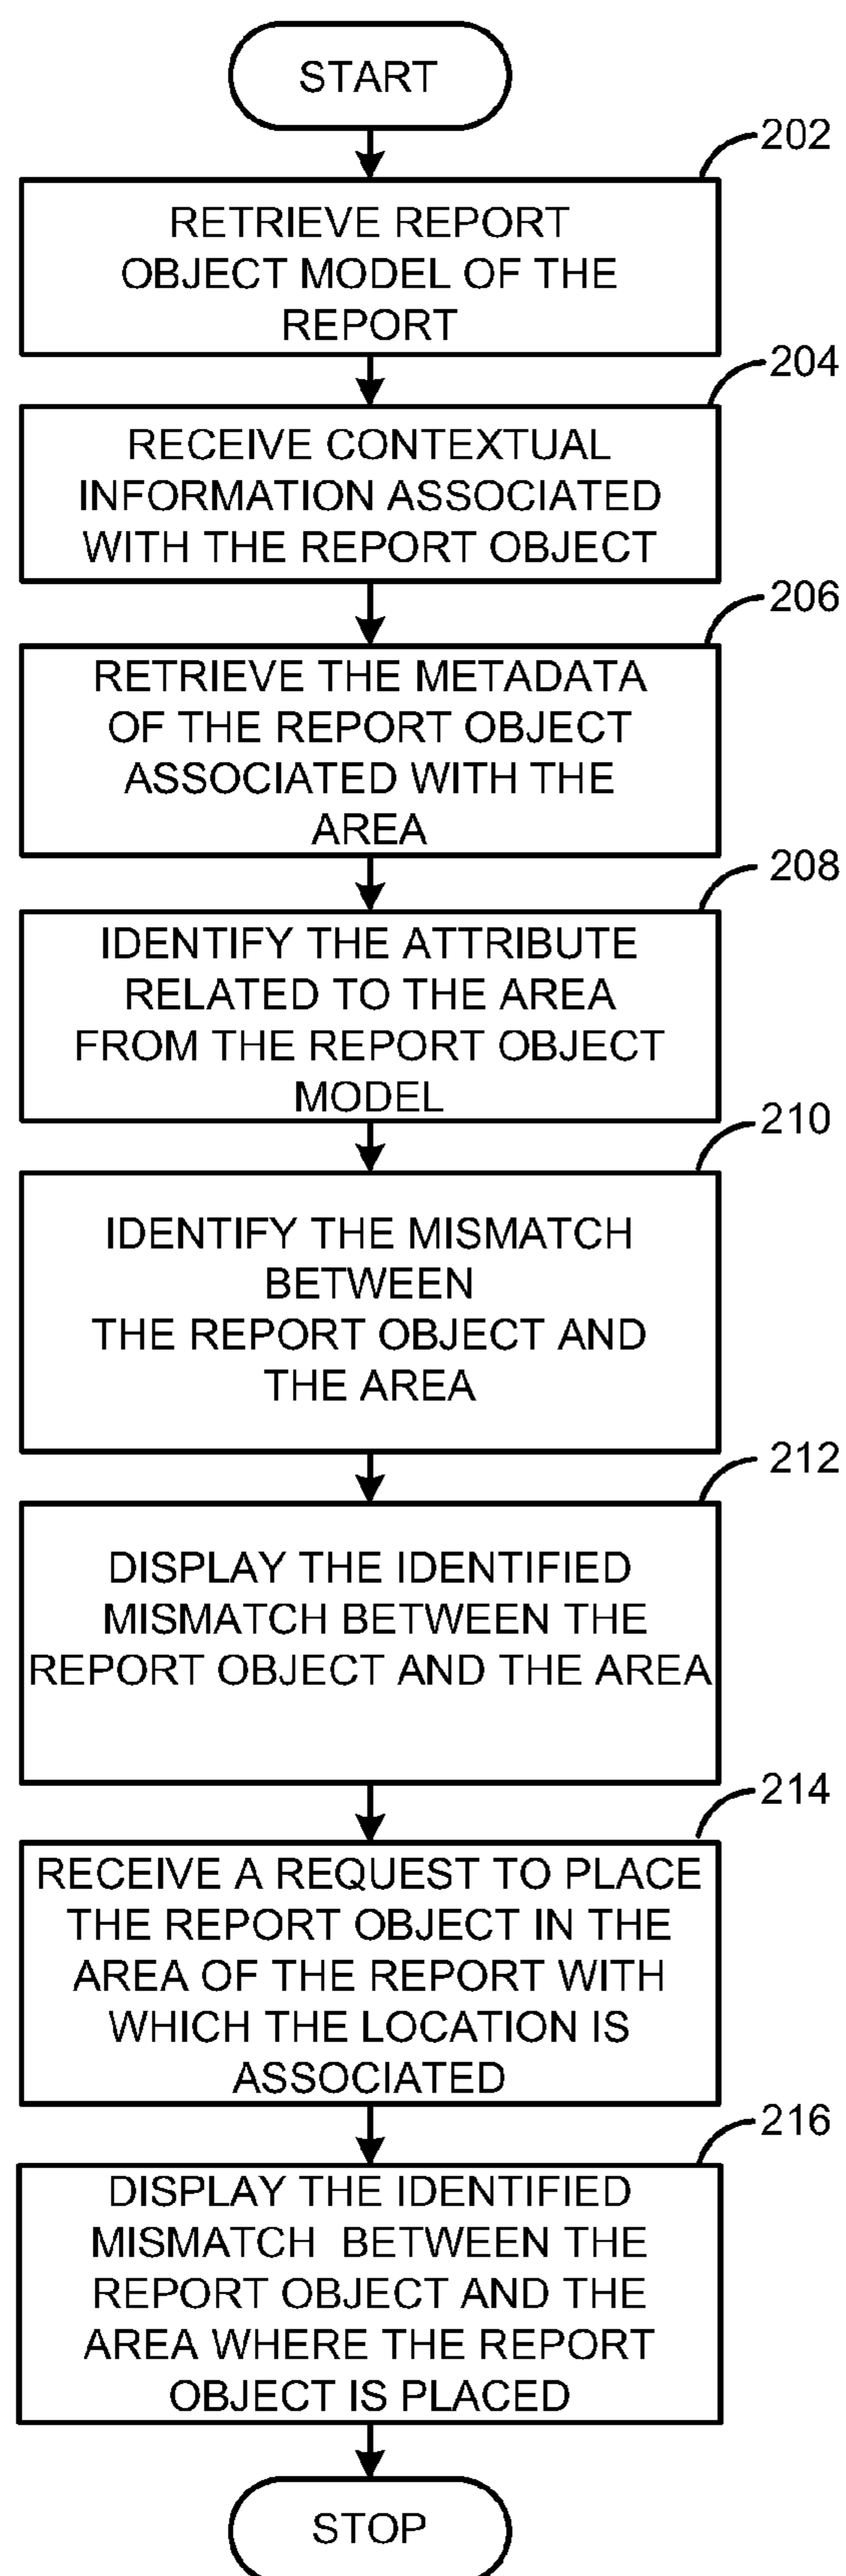 START
202
RETRIEVE REPORT
OBJECT MODEL OF THE
REPORT
204
RECEIVE CONTEXTUAL
INFORMATION ASSOCIATED
WITH THE REPORT OBJECT
206
RETRIEVE THE METADATA
OF THE REPORT OBJECT
ASSOCIATED WITH THE
AREA
208
IDENTIFY THE ATTRIBUTE
RELATED TO THE AREA
FROM THE REPORT OBJECT
MODEL
210
IDENTIFY THE MISMATCH
BETWEEN
THE REPORT OBJECT AND
THE AREA
212
DISPLAY THE IDENTIFIED
MISMATCH BETWEEN THE
REPORT OBJECT AND THE AREA
214
RECEIVE A REQUEST TO PLACE
THE REPORT OBJECT IN THE
AREA OF THE REPORT WITH
WHICH THE LOCATION IS
ASSOCIATED
216
DISPLAY THE IDENTIFIED
MISMATCH BETWEEN THE
REPORT OBJECT AND THE
AREA WHERE THE REPORT
OBJECT IS PLACED
STOP